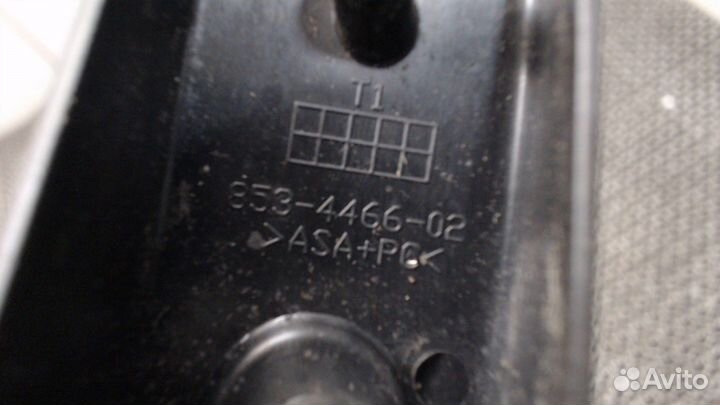 T1
853-4466-02
>ASA+PC<
Avito